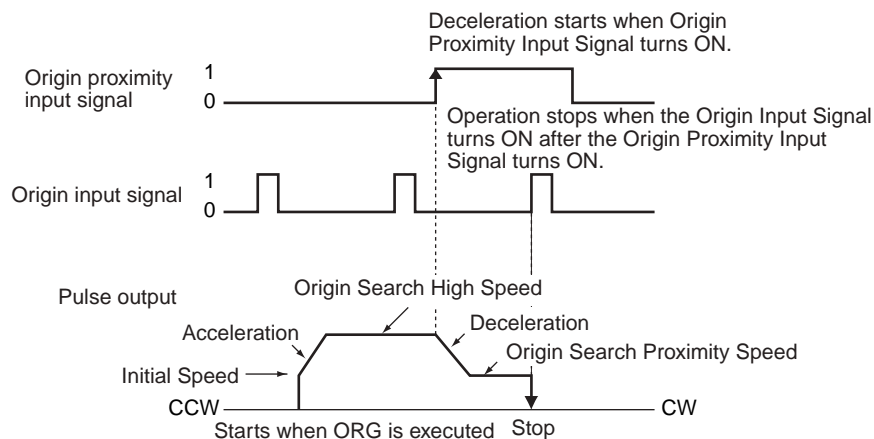 Deceleration starts when Origin
Proximity Input Signal turns ON.
Origin proximity
input signal
1
0
Operation stops when the Origin Input Signal
turns ON after the Origin Proximity Input
Signal turns ON.
Origin input signal
1
0
Pulse output
Origin Search High Speed
Acceleration
Deceleration
Origin Search Proximity Speed
Initial Speed
CCW
CW
Starts when ORG is executed
Stop